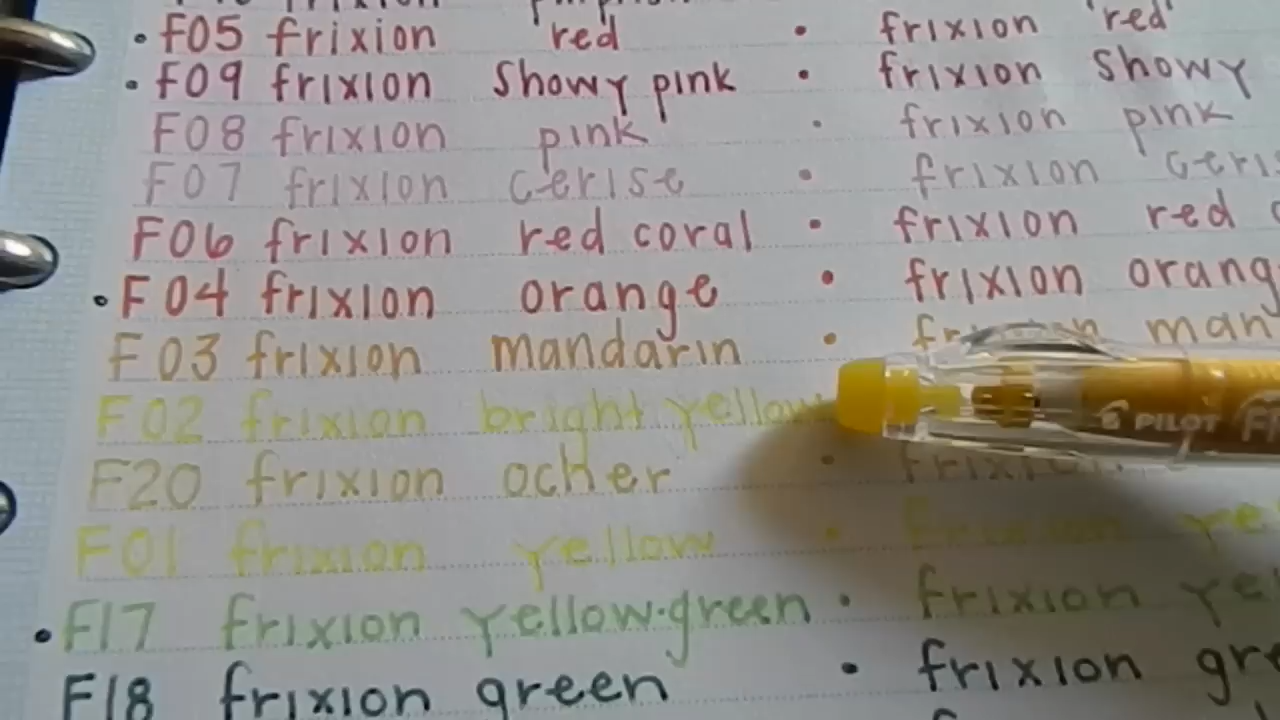 • F05 frixion 'red • frixion 'red'
• F09 frixion showy pink • frixion showy
F08 frixion pink • frixion pink
F07 frixion cerise • frixion
F06 frixion red coral • frixion red
• F04 frixion orange • frixion
F03 frixion mandarin •
F02 frixion bright yellow
PILOT
F20 frixion ocher • frixion
F01 frixion yellow • frixion
• F17 frixion yellow-green • frixion
F18 frixion green • frixion